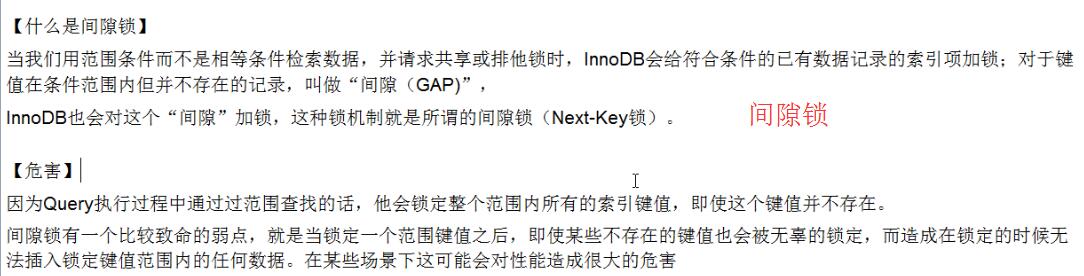 【什么是间隙锁】
当我们用范围条件而不是相等条件检索数据，并请求共享或排他锁时，InnoDB会给符合条件的已有数据记录的索引项加锁；对于键
值在条件范围内但并不存在的记录，叫做“间隙（GAP)”，
InnoDB也会对这个“间隙”加锁，这种锁机制就是所谓的间隙锁（Next-Key锁）。
间隙锁
【危害】
因为Query执行过程中通过过范围查找的话，他会锁定整个范围内所有的索引键值，即使这个键值并不存在。
间隙锁有一个比较致命的弱点，就是当锁定一个范围键值之后，即使某些不存在的键值也会被无辜的锁定，而造成在锁定的时候无
法插入锁定键值范围内的任何数据。在某些场景下这可能会对性能造成很大的危害